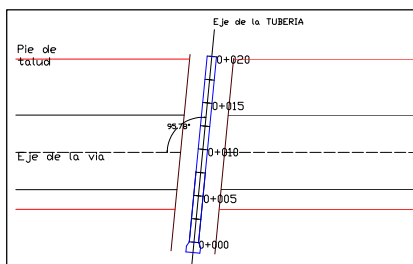 Eje de la TUBERIA
Pie de
talud
0+020
0+015
95.78°
0+010
Eje de la via
0+005
0+000